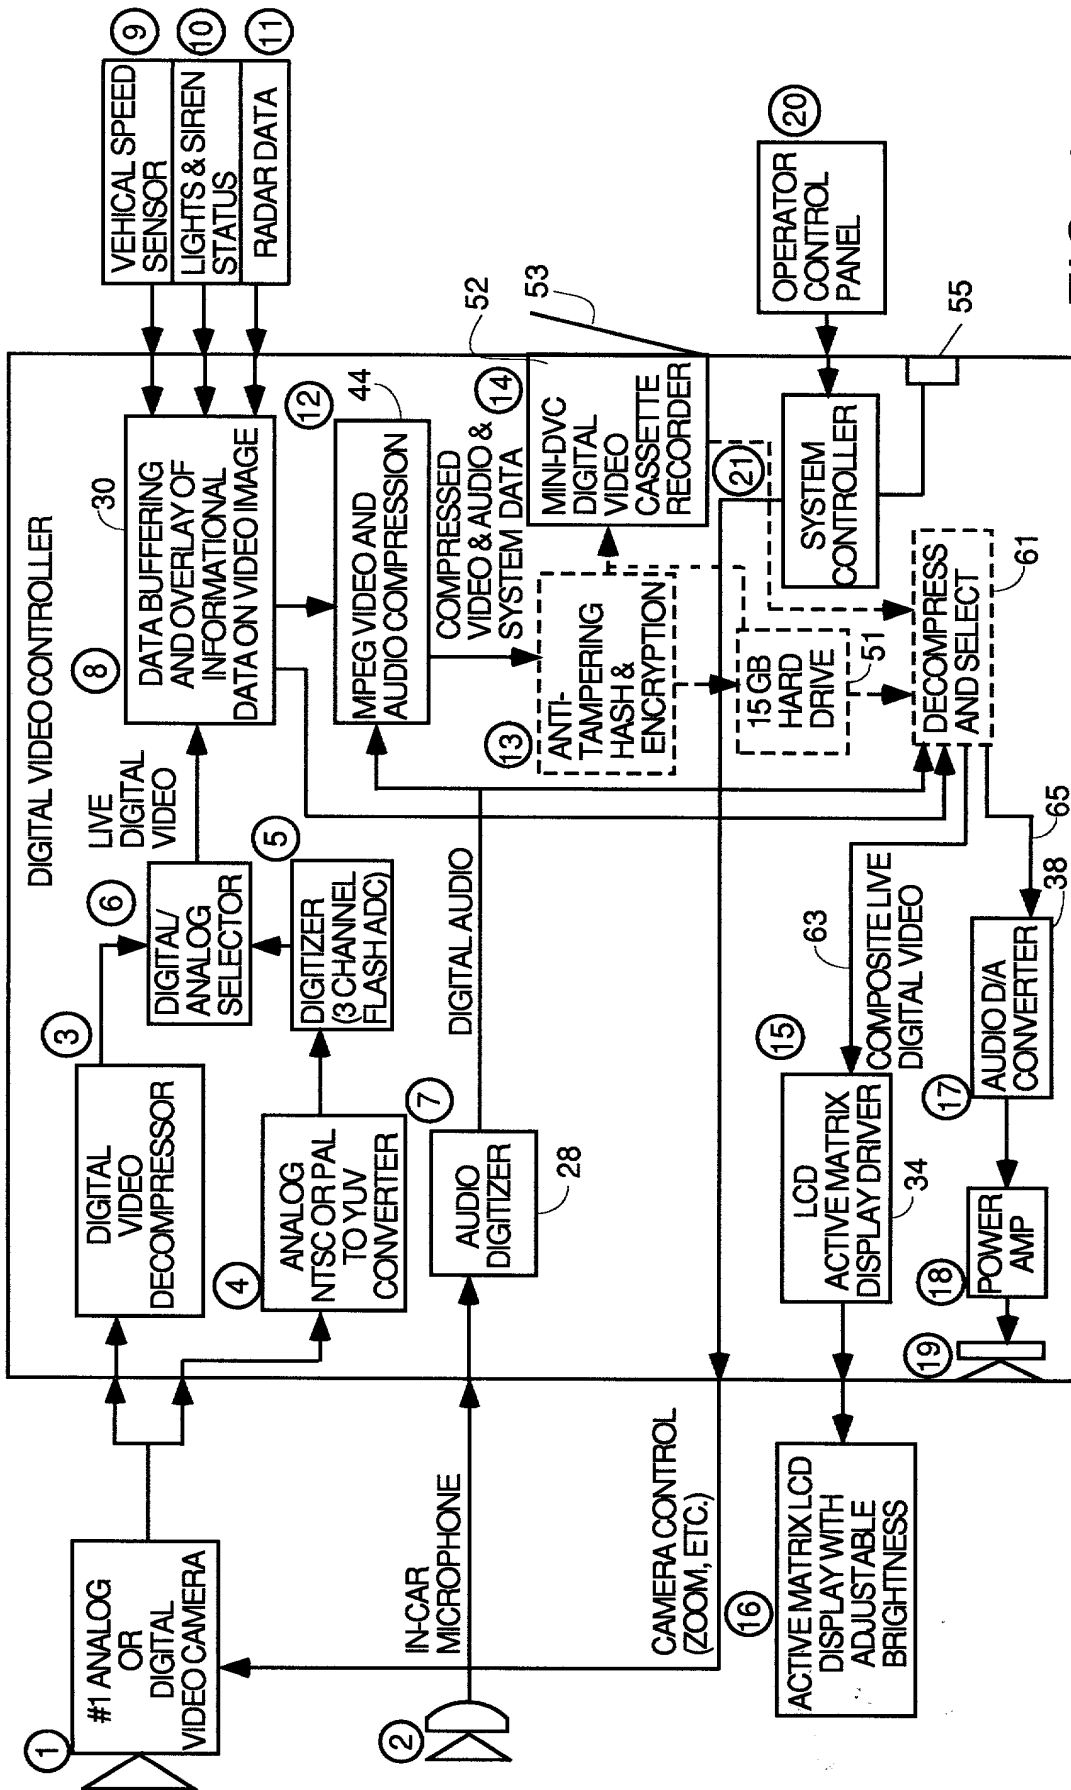 DIGITAL VIDEO CONTROLLER
1
#1 ANALOG
OR
DIGITAL
VIDEO CAMERA
2
IN-CAR
MICROPHONE
CAMERA CONTROL
(ZOOM, ETC.)
16
ACTIVE MATRIX LCD
DISPLAY WITH
ADJUSTABLE
BRIGHTNESS
3
DIGITAL
VIDEO
DECOMPRESSOR
4
ANALOG
NTSC OR PAL
TO YUV
CONVERTER
7
AUDIO
DIGITIZER
28
6
DIGITAL/
ANALOG
SELECTOR
5
DIGITIZER
(3 CHANNEL
FLASH ADC)
LIVE
DIGITAL
VIDEO
DIGITAL AUDIO
8
30
DATA BUFFERING
AND OVERLAY OF
INFORMATIONAL
DATA ON VIDEO IMAGE
12
44
MPEG VIDEO AND
AUDIO COMPRESSION
COMPRESSED
VIDEO & AUDIO &
SYSTEM DATA
13
ANTI-
TAMPERING
HASH &
ENCRYPTION
14
52
53
MINI-DVC
DIGITAL
VIDEO
CASSETTE
RECORDER
15 GB
HARD
DRIVE
51
21
SYSTEM
CONTROLLER
55
DECOMPRESS
AND SELECT
61
63
COMPOSITE LIVE
DIGITAL VIDEO
65
15
LCD
ACTIVE MATRIX
DISPLAY DRIVER
34
17
AUDIO D/A
CONVERTER
38
18
POWER
AMP
19
9
VEHICAL SPEED
SENSOR
10
LIGHTS & SIREN
STATUS
11
RADAR DATA
20
OPERATOR
CONTROL
PANEL